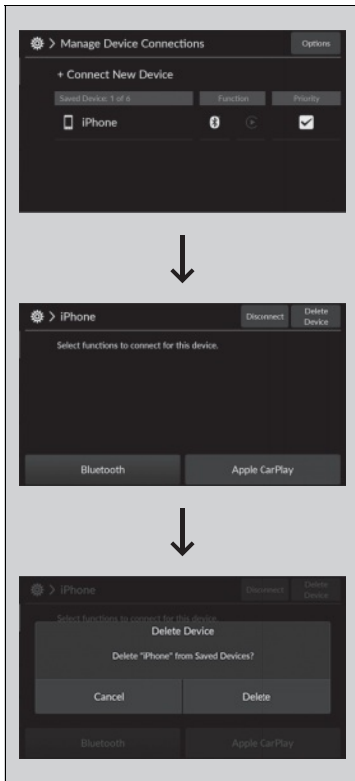 > Manage Device Connections
Options
+ Connect New Device
Saved Device: 1 of 6
Function
Priority
iPhone
> iPhone
Disconnect
Delete
Device
Select functions to connect for this device.
Bluetooth
Apple CarPlay
> iPhone
Disconnect
Delete
Device
Select functions to connect for this device.
Delete Device
Delete "iPhone" from Saved Devices?
Cancel
Delete
Bluetooth
Apple CarPlay